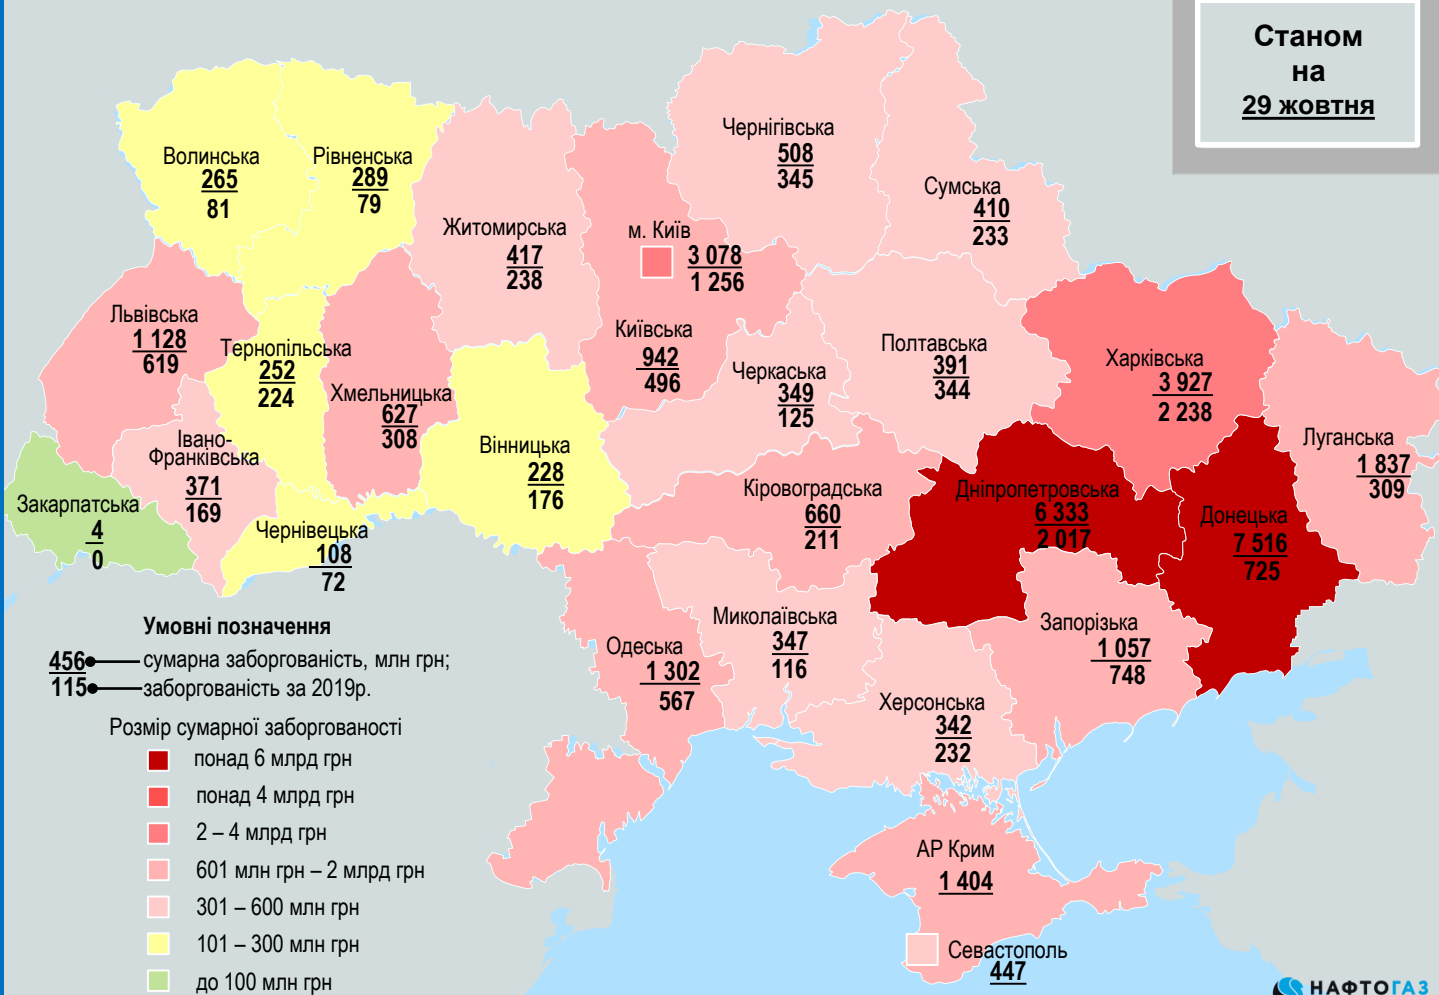 Станом
на
29 жовтня
Волинська
265
81
Рівненська
289
79
Житомирська
417
238
м. Київ
3 078
1 256
Київська
942
496
Чернігівська
508
345
Сумська
410
233
Львівська
1 128
619
Тернопільська
252
224
Хмельницька
627
308
Вінницька
228
176
Черкаська
349
125
Полтавська
391
344
Харківська
3 927
2 238
Луганська
1 837
309
Івано-
Франківська
371
169
Закарпатська
4
0
Чернівецька
108
72
Кіровоградська
660
211
Дніпропетровська
6 333
2 017
Донецька
7 516
725
Одеська
1 302
567
Миколаївська
347
116
Запорізька
1 057
748
Херсонська
342
232
АР Крим
1 404
Севастополь
447
Умовні позначення
456
сумарна заборгованість, млн грн;
115
заборгованість за 2019р.
Розмір сумарної заборгованості
понад 6 млрд грн
понад 4 млрд грн
2 – 4 млрд грн
601 млн грн – 2 млрд грн
301 – 600 млн грн
101 – 300 млн грн
до 100 млн грн
НАФТОГАЗ